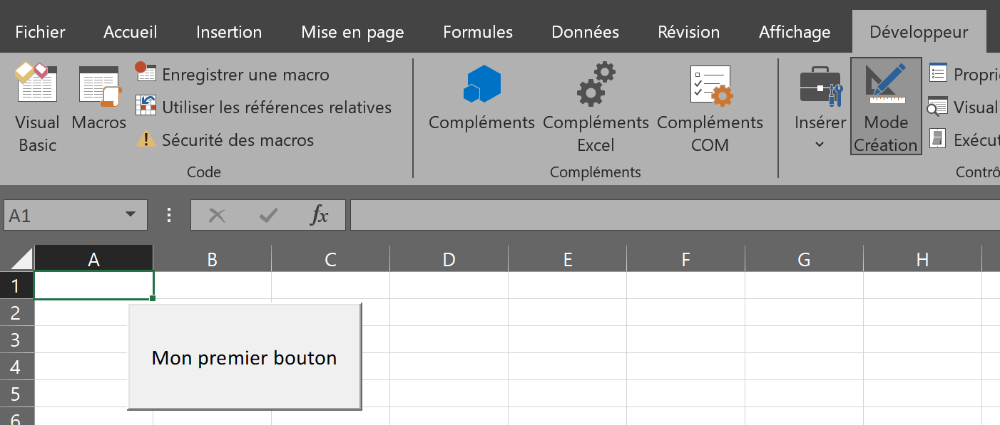 Fichier Accueil Insertion Mise en page Formules Données Révision Affichage Développeur
Visual Basic
Macros
Enregistrer une macro
Utiliser les références relatives
Sécurité des macros
Code
Compléments
Compléments Excel
Compléments COM
Compléments
Insérer
Mode Création
Propri
Visual
Exécut
Contrô
A1
fx
A B C D E F G H
1
2
3
4
5
6
Mon premier bouton